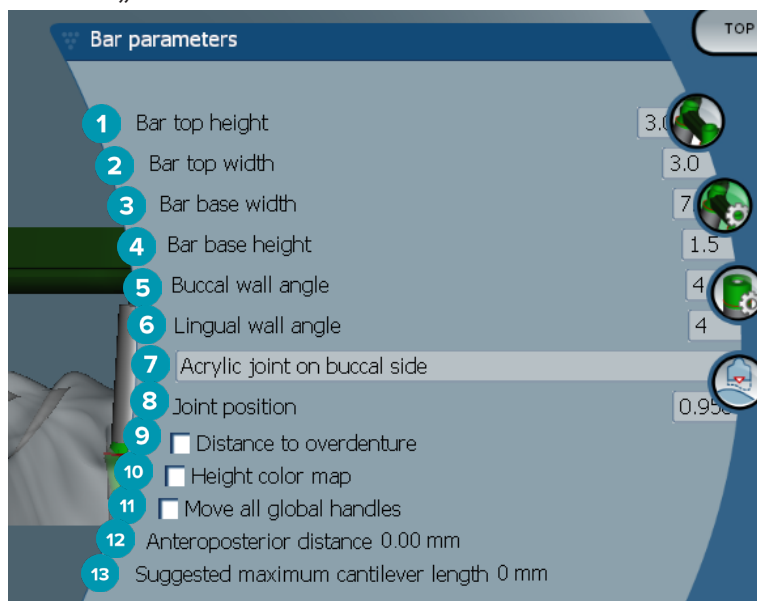 Bar parameters
TOP
1 Bar top height 3.0
2 Bar top width 3.0
3 Bar base width 7
4 Bar base height 1.5
5 Buccal wall angle 4
6 Lingual wall angle 4
7 Acrylic joint on buccal side
8 Joint position
9 Distance to overdenture
10 Height color map
11 Move all global handles
12 Anteroposterior distance 0.00 mm
13 Suggested maximum cantilever length 0 mm